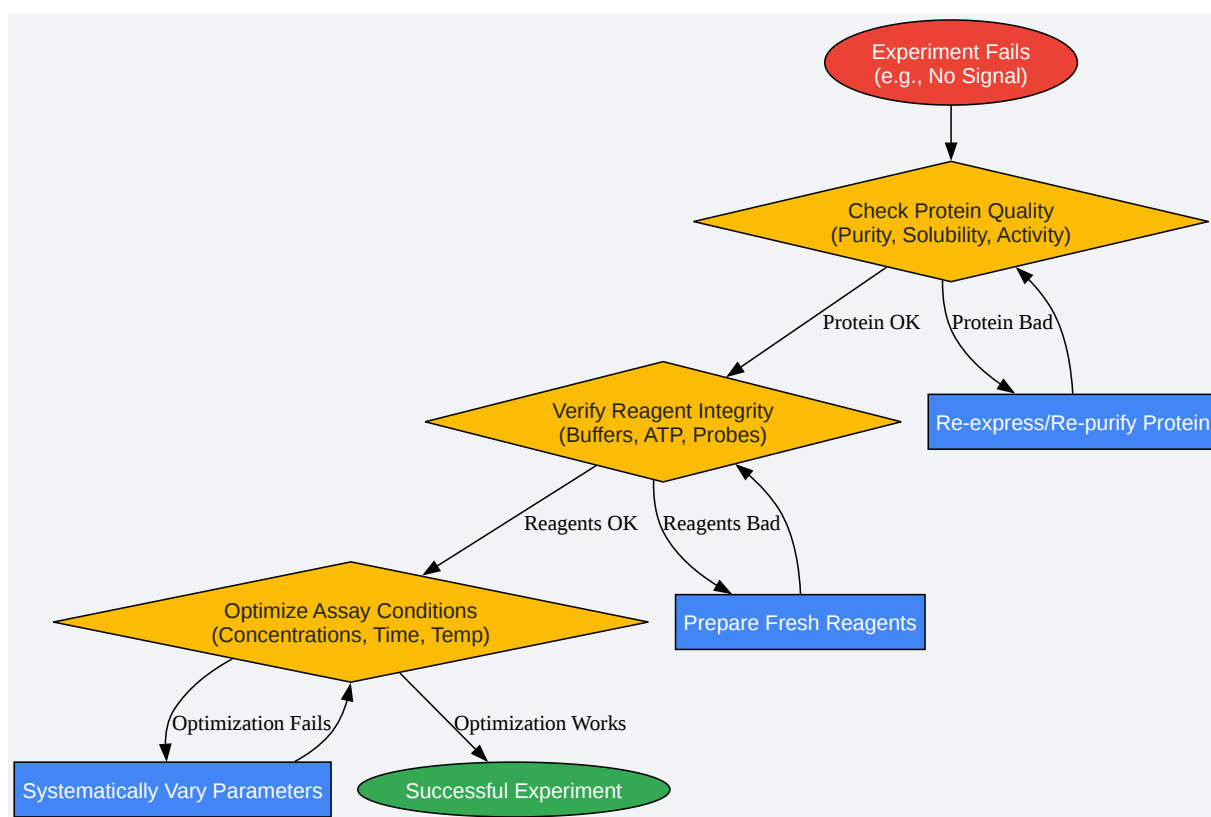 Experiment Fails
(e.g., No Signal)
Check Protein Quality
(Purity, Solubility, Activity)
Protein OK
Protein Bad
Verify Reagent Integrity
(Buffers, ATP, Probes)
Re-express/Re-purify Protein
Reagents OK
Reagents Bad
Optimize Assay Conditions
(Concentrations, Time, Temp)
Prepare Fresh Reagents
Optimization Fails
Optimization Works
Systematically Vary Parameters
Successful Experiment